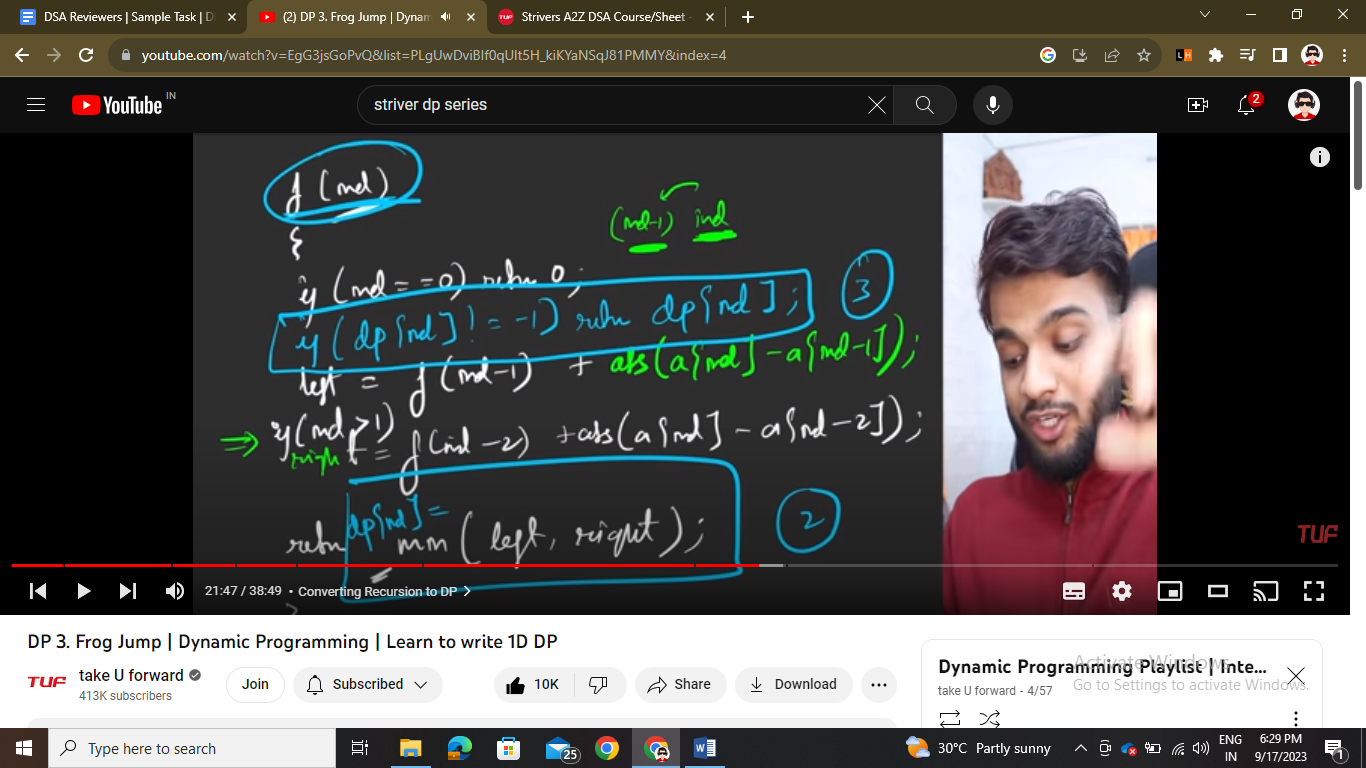 DSA Reviewers | Sample Task | D
(2) DP 3. Frog Jump | Dynam
Strivers A2Z DSA Course/Sheet -
youtube.com/watch?v=EgG3jsGoPvQ&list=PLgUwDviBIf0qUlt5H_kiKYaNSqJ81PMMY&index=4
YouTube IN
striver dp series
2
f(ind)
{
(ind-1) ind
if (ind==0) return 0;
if (dp[ind] != -1) return dp[ind];
3
left = f(ind-1) + abs(a[ind] - a[ind-1]);
if(ind>1)
right = f(ind-2) + abs(a[ind] - a[ind-2]);
dp[ind] =
return min(left, right);
2
}
TUF
21:47 / 38:49 • Converting Recursion to DP
DP 3. Frog Jump | Dynamic Programming | Learn to write 1D DP
TUF
take U forward
413K subscribers
Join
Subscribed
10K
Share
Download
Dynamic Programming Playlist | Inte...
take U forward - 4/57
Activate Windows
Go to Settings to activate Windows.
Type here to search
25
30°C Partly sunny
ENG
IN
6:29 PM
9/17/2023
1